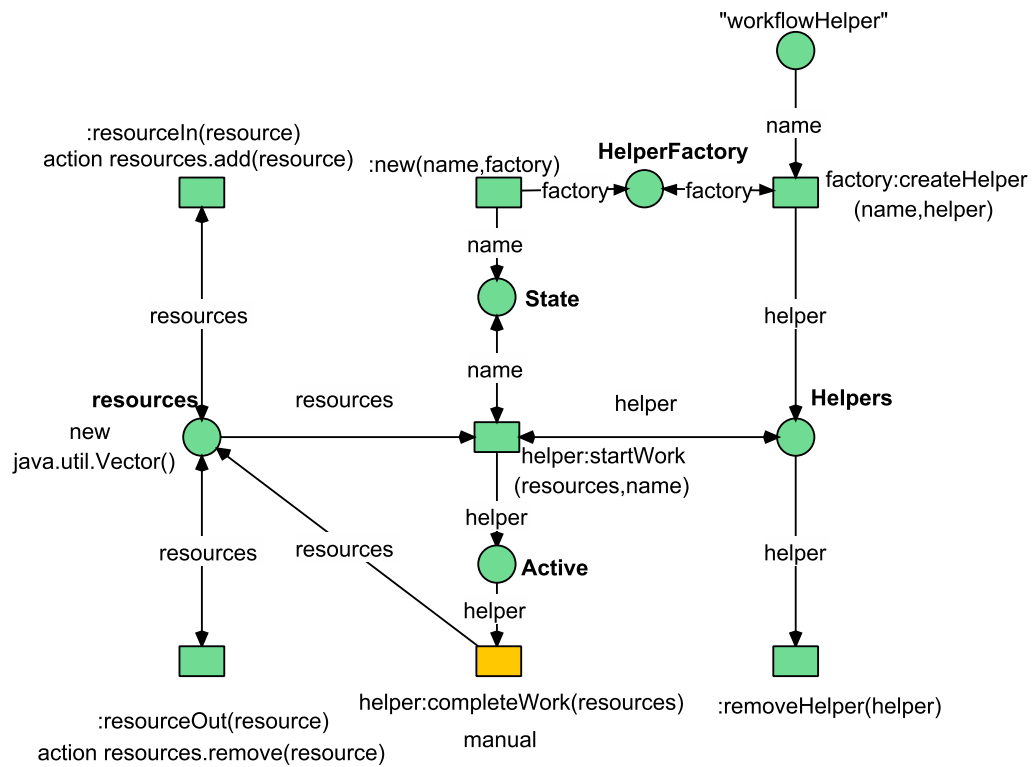 "workflowHelper"
name
:resourceIn(resource)
action resources.add(resource)
:new(name,factory)
HelperFactory
factory
factory
factory:createHelper
(name,helper)
name
State
resources
helper
name
resources
new
java.util.Vector()
resources
helper
Helpers
helper:startWork
(resources,name)
helper
resources
resources
helper
Active
helper
helper:completeWork(resources)
manual
:removeHelper(helper)
:resourceOut(resource)
action resources.remove(resource)